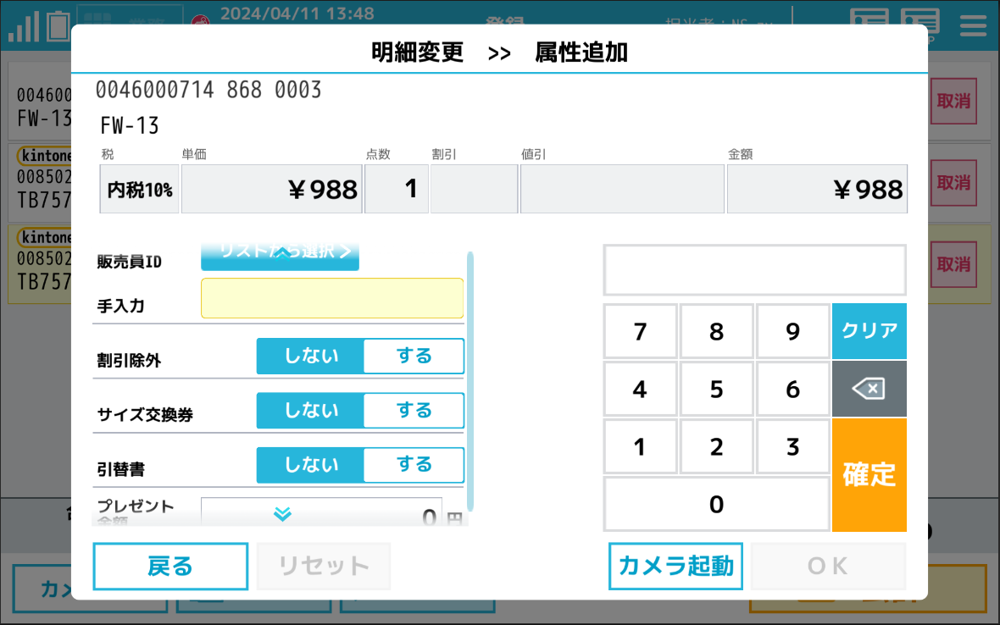 2024/04/11 13:48
登録
明細変更 >> 属性追加
0046000714 868 0003
FW-13
税 単価 点数 割引 値引 金額
内税10% ￥988 1 ￥988
004600
FW-13
取消
kintone
008502
TB757
取消
kintone
008502
TB757
取消
販売員ID リストから選択 >
手入力
割引除外 しない する
サイズ交換券 しない する
引替書 しない する
プレゼント
金額 0 円
7 8 9 クリア
4 5 6
1 2 3 確定
0
戻る リセット カメラ起動 OK